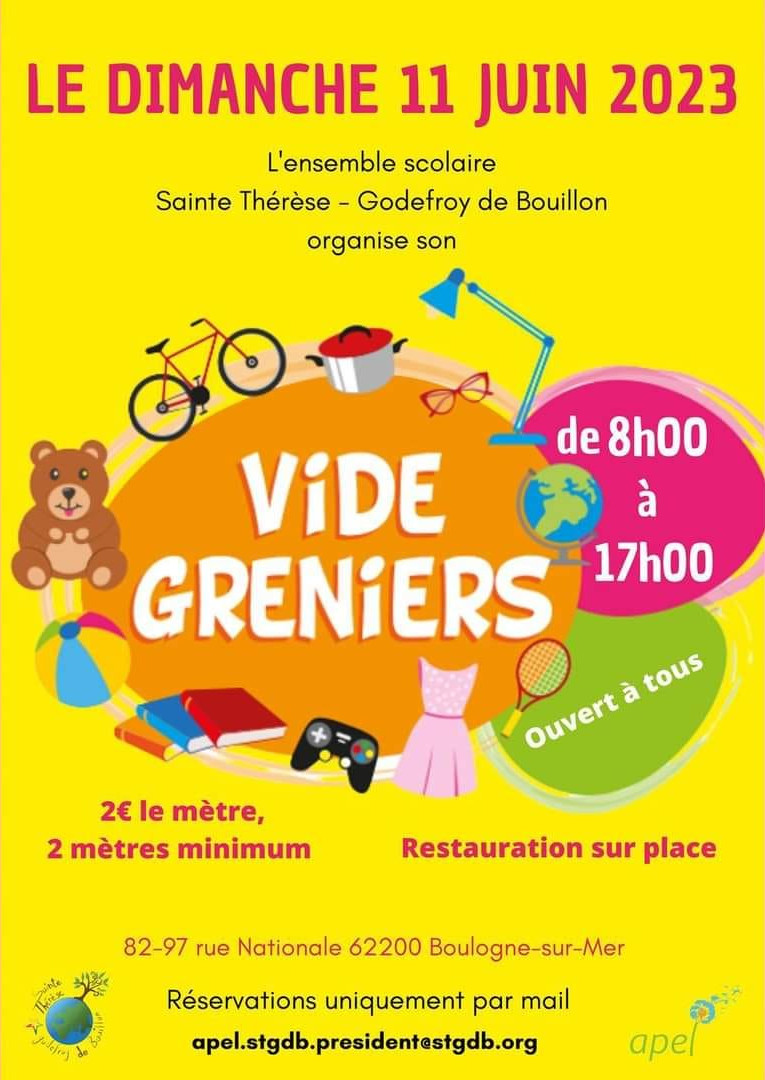 LE DIMANCHE 11 JUIN 2023
L'ensemble scolaire
Sainte Thérèse - Godefroy de Bouillon
organise son
ViDE
GRENiERS
de 8h00
à
17h00
Ouvert à tous
2€ le mètre,
2 mètres minimum
Restauration sur place
82-97 rue Nationale 62200 Boulogne-sur-Mer
Réservations uniquement par mail
apel.stgdb.president@stgdb.org
Sainte
Thérèse
Godefroy de Bouillon
apel